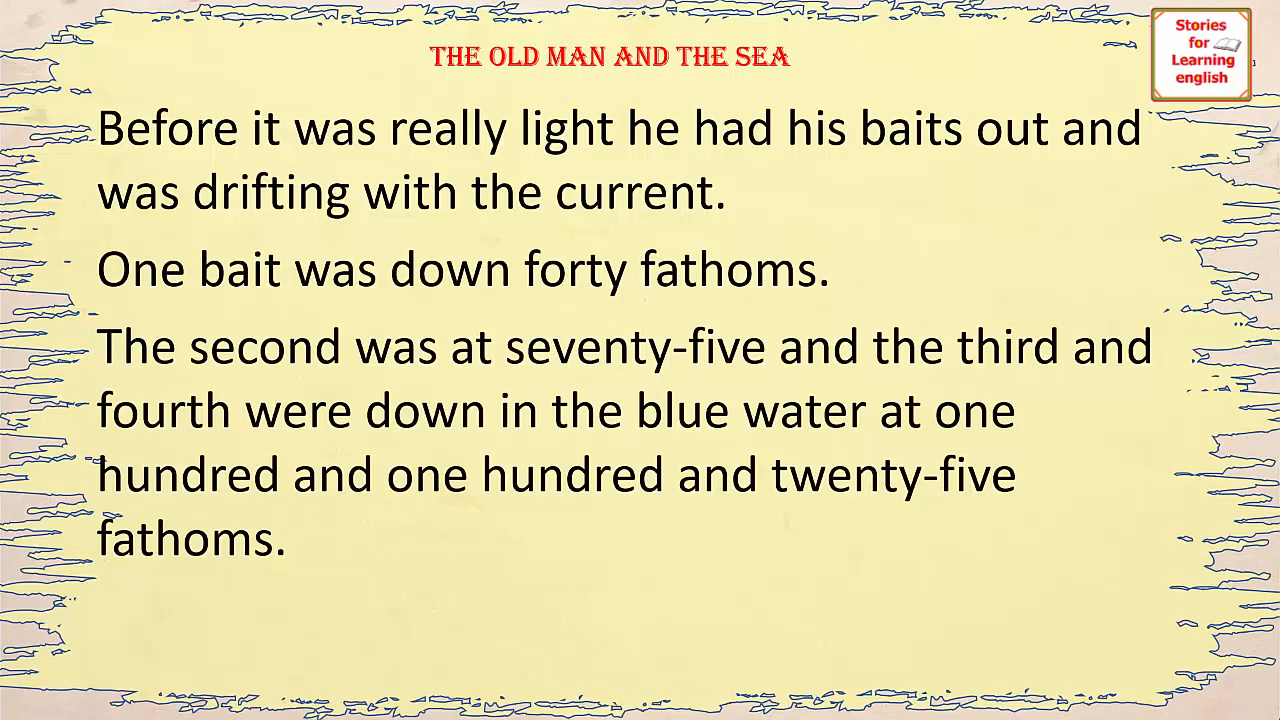 THE OLD MAN AND THE SEA
Stories
for
Learning
english
Before it was really light he had his baits out and
was drifting with the current.
One bait was down forty fathoms.
The second was at seventy-five and the third and
fourth were down in the blue water at one
hundred and one hundred and twenty-five
fathoms.